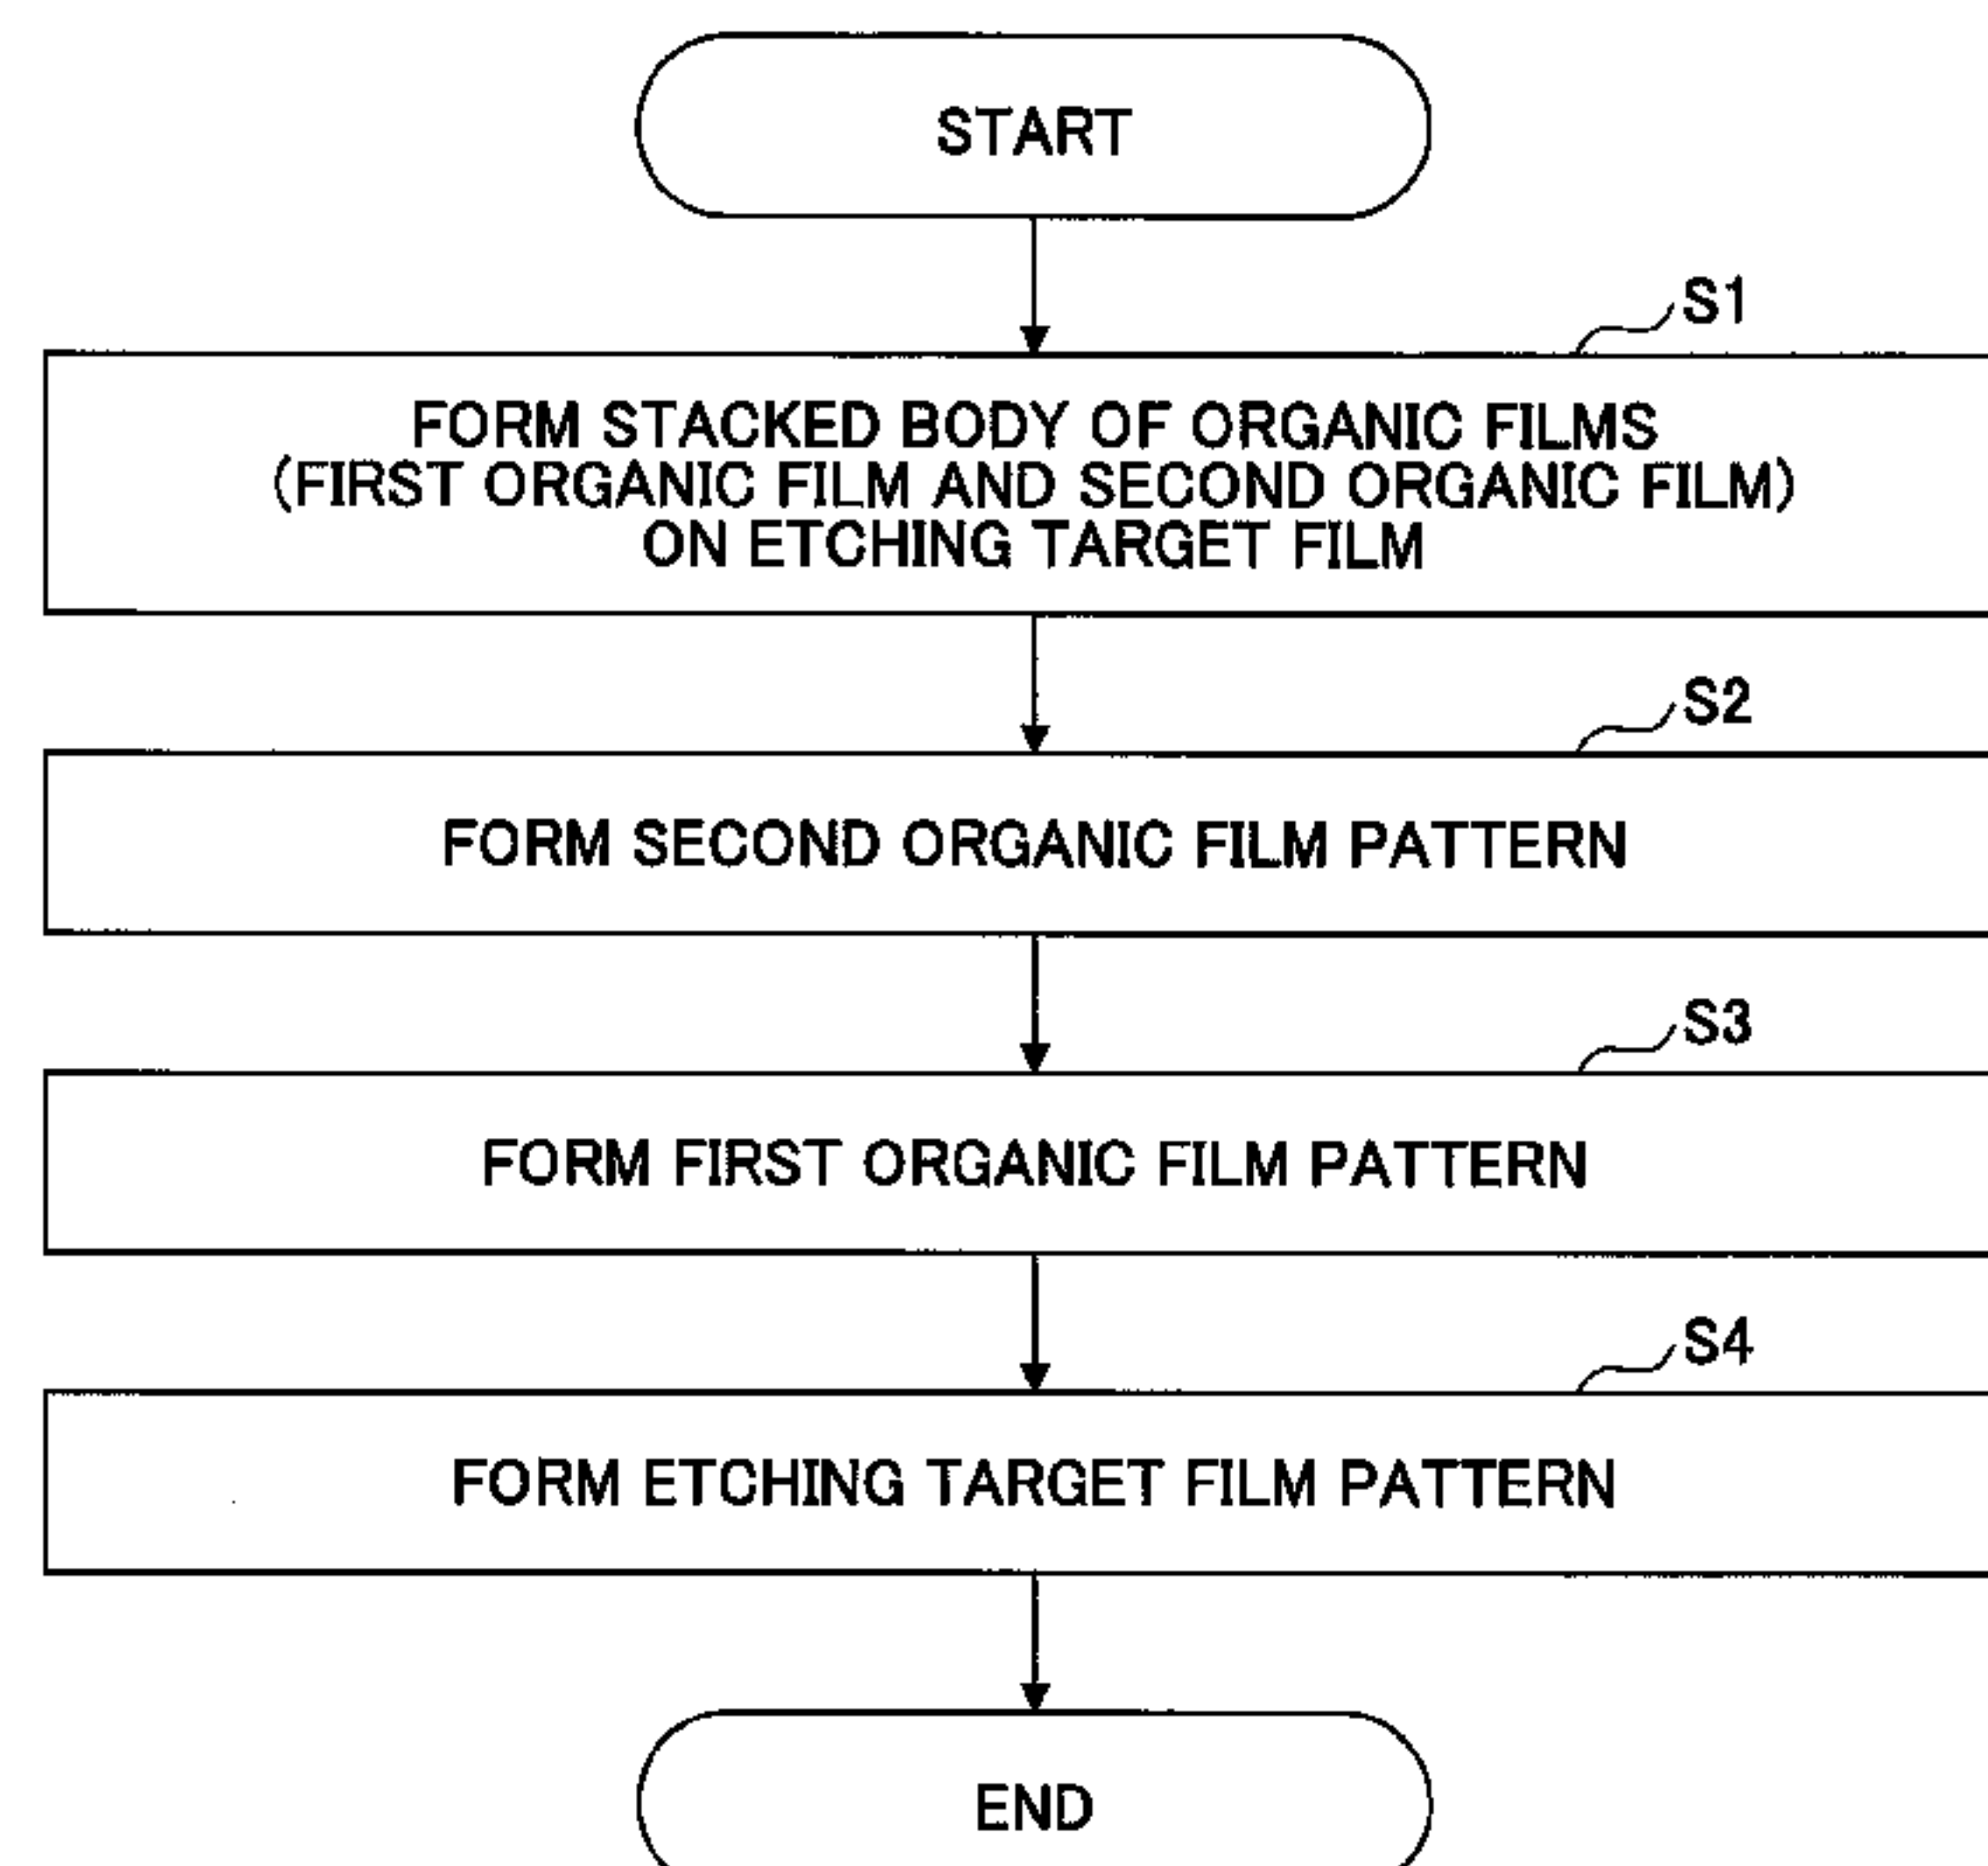 START
S1
FORM STACKED BODY OF ORGANIC FILMS
(FIRST ORGANIC FILM AND SECOND ORGANIC FILM)
ON ETCHING TARGET FILM
S2
FORM SECOND ORGANIC FILM PATTERN
S3
FORM FIRST ORGANIC FILM PATTERN
S4
FORM ETCHING TARGET FILM PATTERN
END